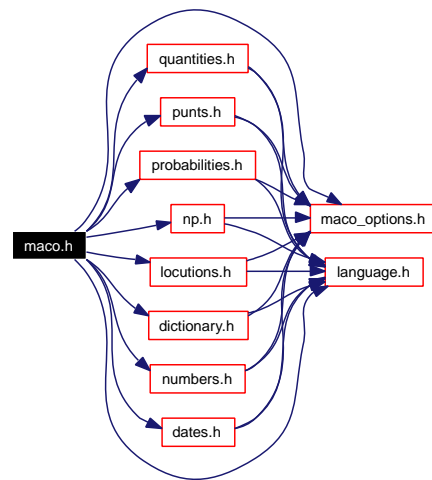 quantities.h
punts.h
probabilities.h
np.h
maco_options.h
maco.h
locutions.h
language.h
dictionary.h
numbers.h
dates.h